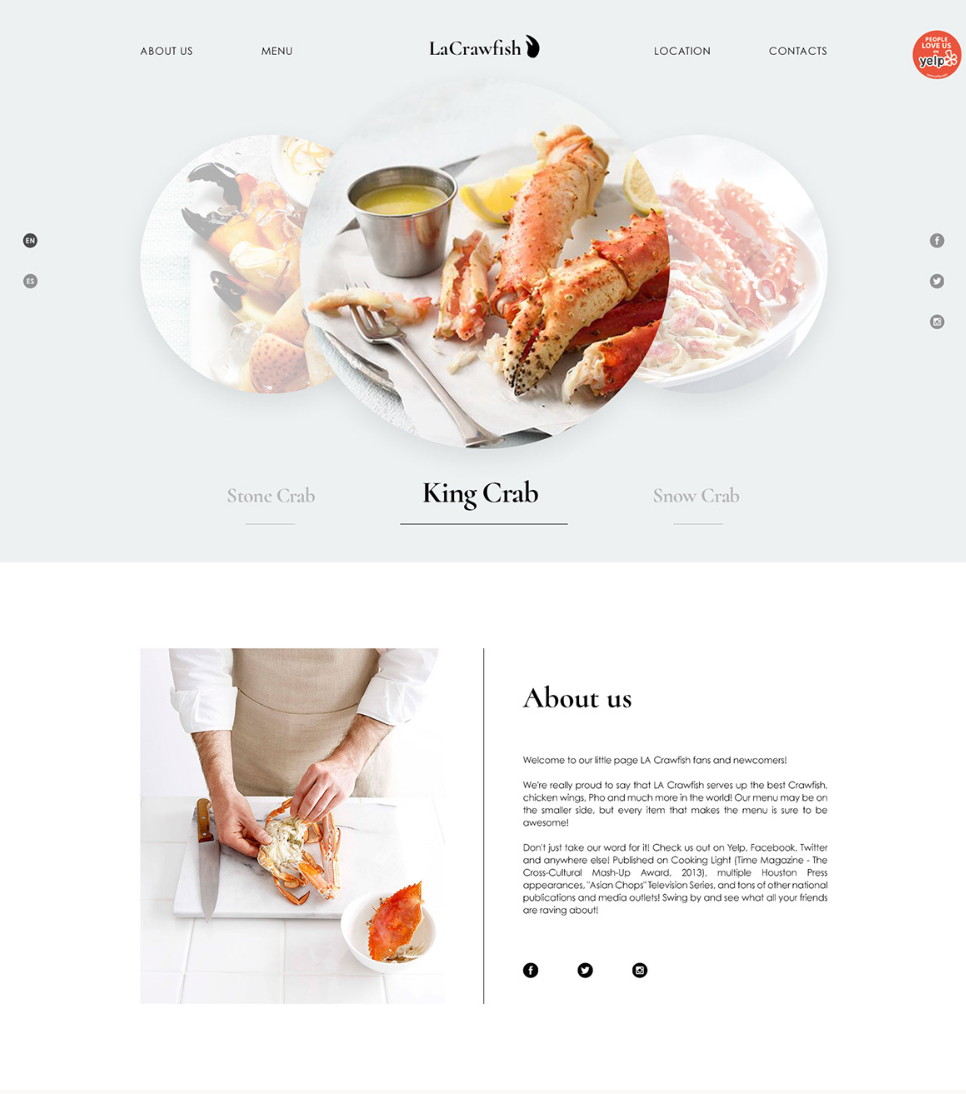 ABOUT US
MENU
LaCrawfish
LOCATION
CONTACTS
PEOPLE
LOVE US
ON
yelp
EN
ES
Stone Crab
King Crab
Snow Crab
About us
Welcome to our little page LA Crawfish fans and newcomers!
We're really proud to say that LA Crawfish serves up the best Crawfish,
chicken wings, Pho and much more in the world! Our menu may be on
the smaller side, but every item that makes the menu is sure to be
awesome!
Don't just take our word for it! Check us out on Yelp, Facebook, Twitter
and anywhere else! Published on Cooking Light (Time Magazine - The
Cross-Cultural Mash-Up Award, 2013), multiple Houston Press
appearances, "Asian Chops" Television Series, and tons of other national
publications and media outlets! Swing by and see what all your friends
are raving about!